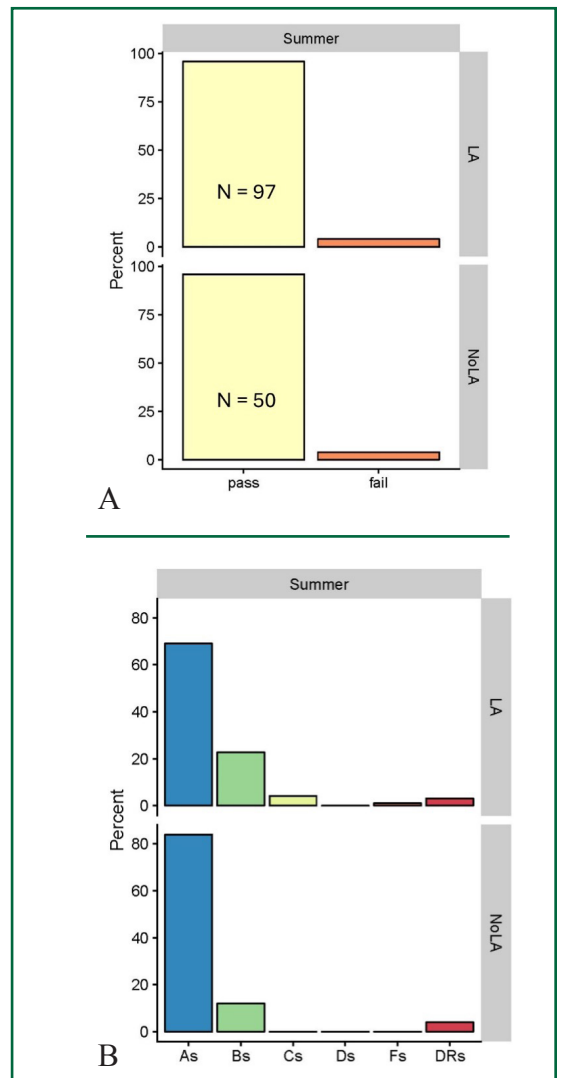 Summer
100
75
50
25
0
N = 97
LA
Percent
100
75
50
25
0
N = 50
NoLA
pass fail
A
Summer
80
60
40
20
0
LA
Percent
80
60
40
20
0
NoLA
As Bs Cs Ds Fs DRs
B